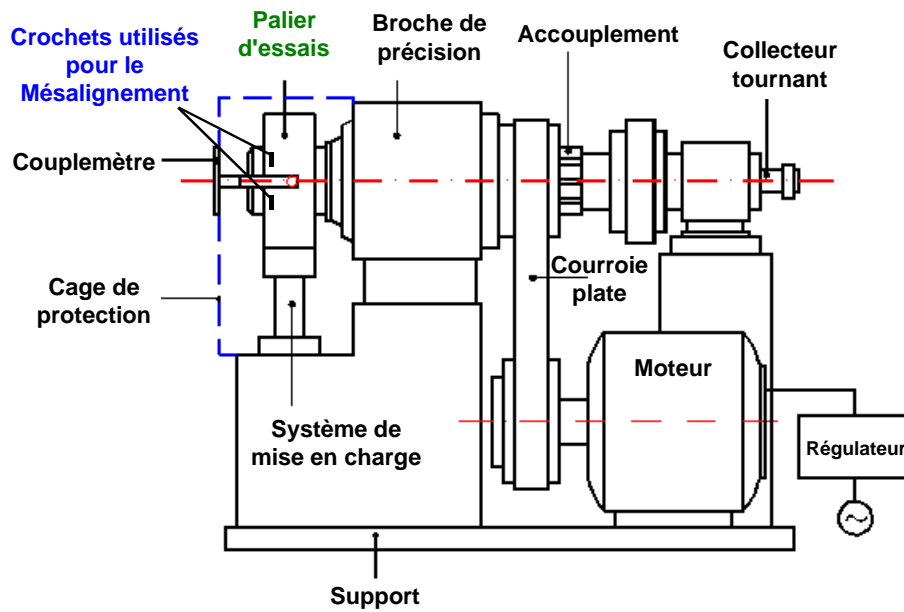 Palier
d'essais
Crochets utilisés
pour le
Mésalignement
Broche de
précision
Accouplement
Collecteur
tournant
Couplemètre
Cage de
protection
Courroie
plate
Moteur
Système de
mise en charge
Régulateur
Support